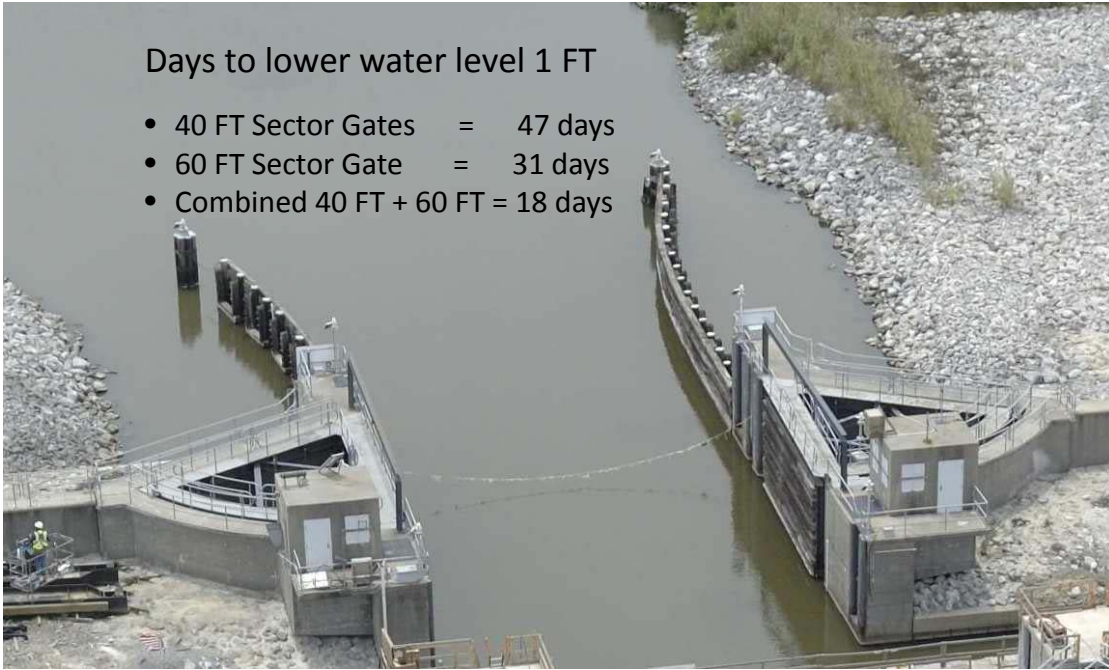 Days to lower water level 1 FT
• 40 FT Sector Gates = 47 days
• 60 FT Sector Gate = 31 days
• Combined 40 FT + 60 FT = 18 days